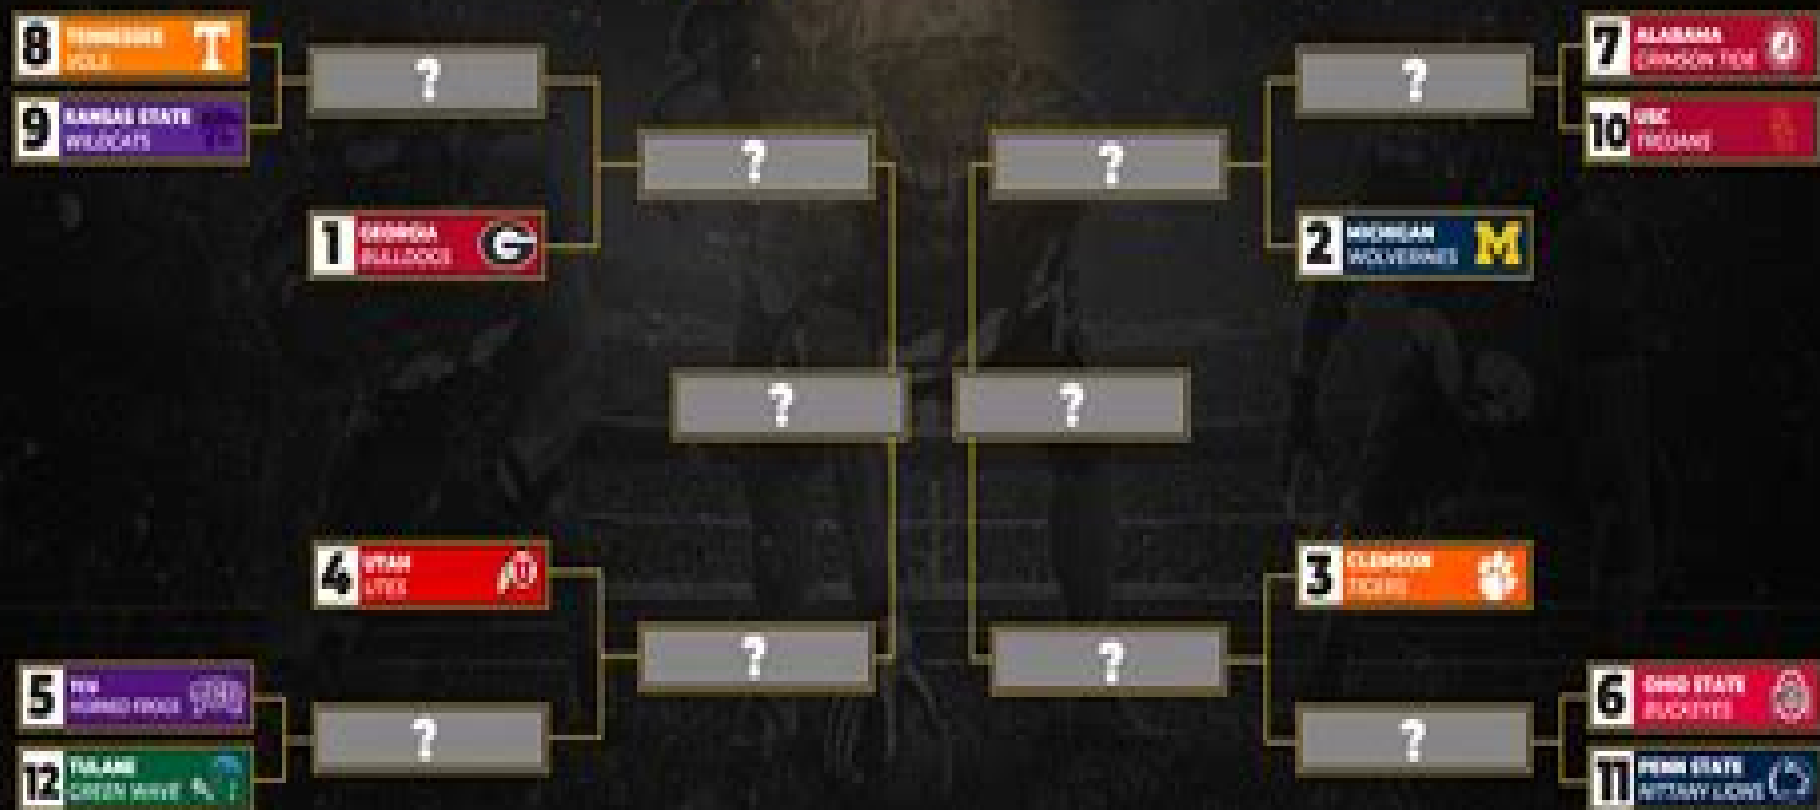 8
TENNESSEE
VOLS
T
9
KANSAS STATE
WILDCATS
?
1
GEORGIA
BULLDOGS
G
?
?
4
UTAH
UTES
?
5
TCU
HORNED FROGS
12
TULANE
GREEN WAVE
?
7
ALABAMA
CRIMSON TIDE
10
USC
TROJANS
?
?
2
MICHIGAN
WOLVERINES
M
?
3
CLEMSON
TIGERS
?
6
OHIO STATE
BUCKEYES
11
PENN STATE
NITTANY LIONS
?